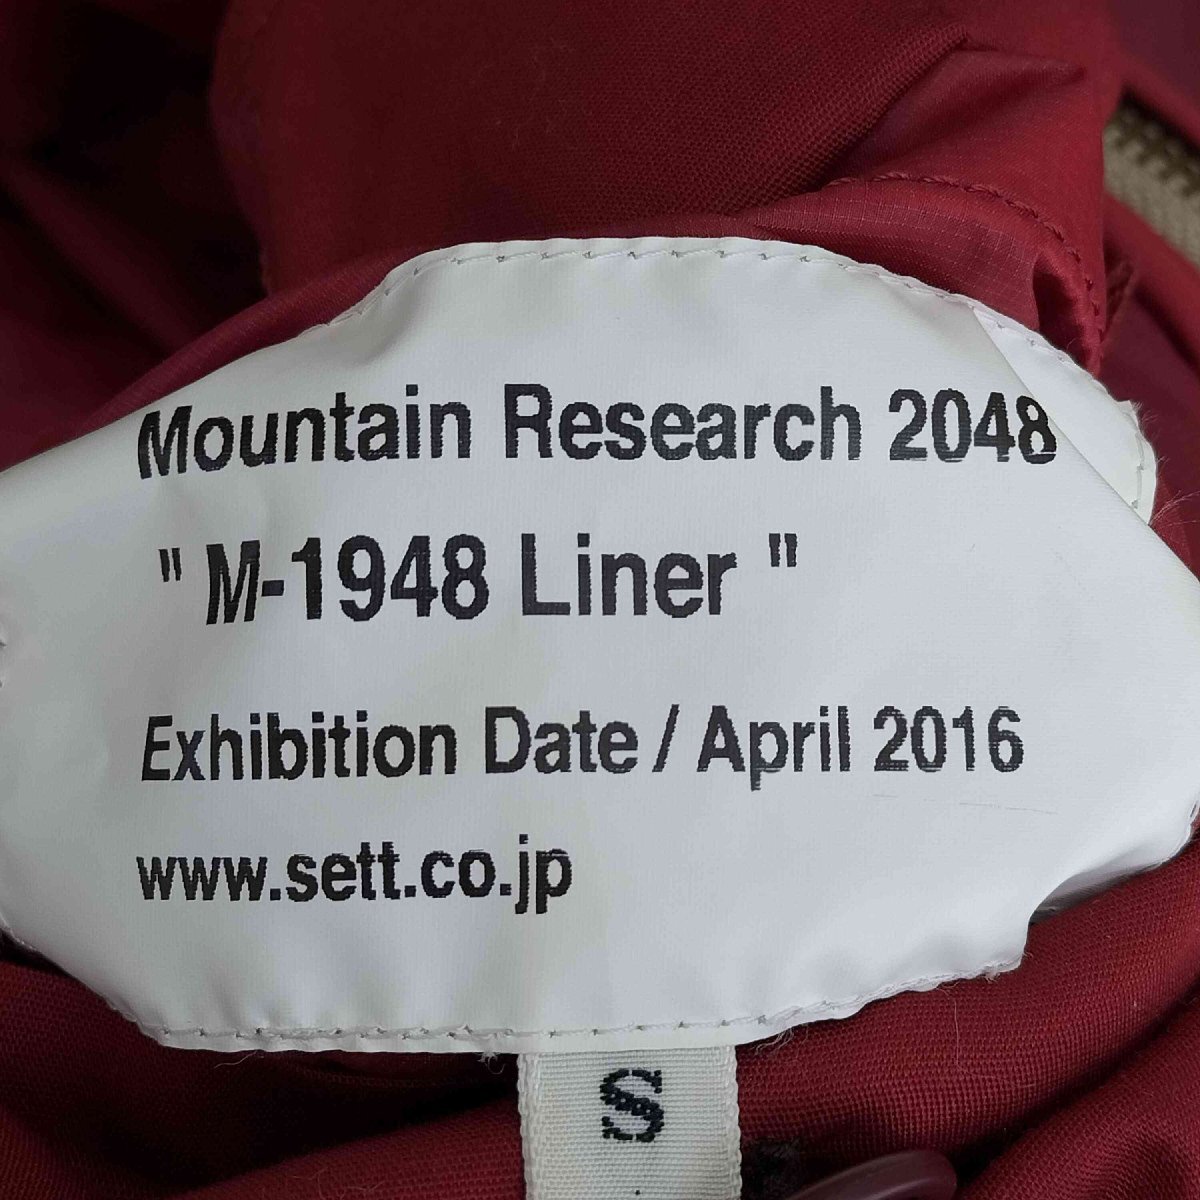 Mountain Research 2048
" M-1948 Liner "
Exhibition Date / April 2016
www.sett.co.jp
S